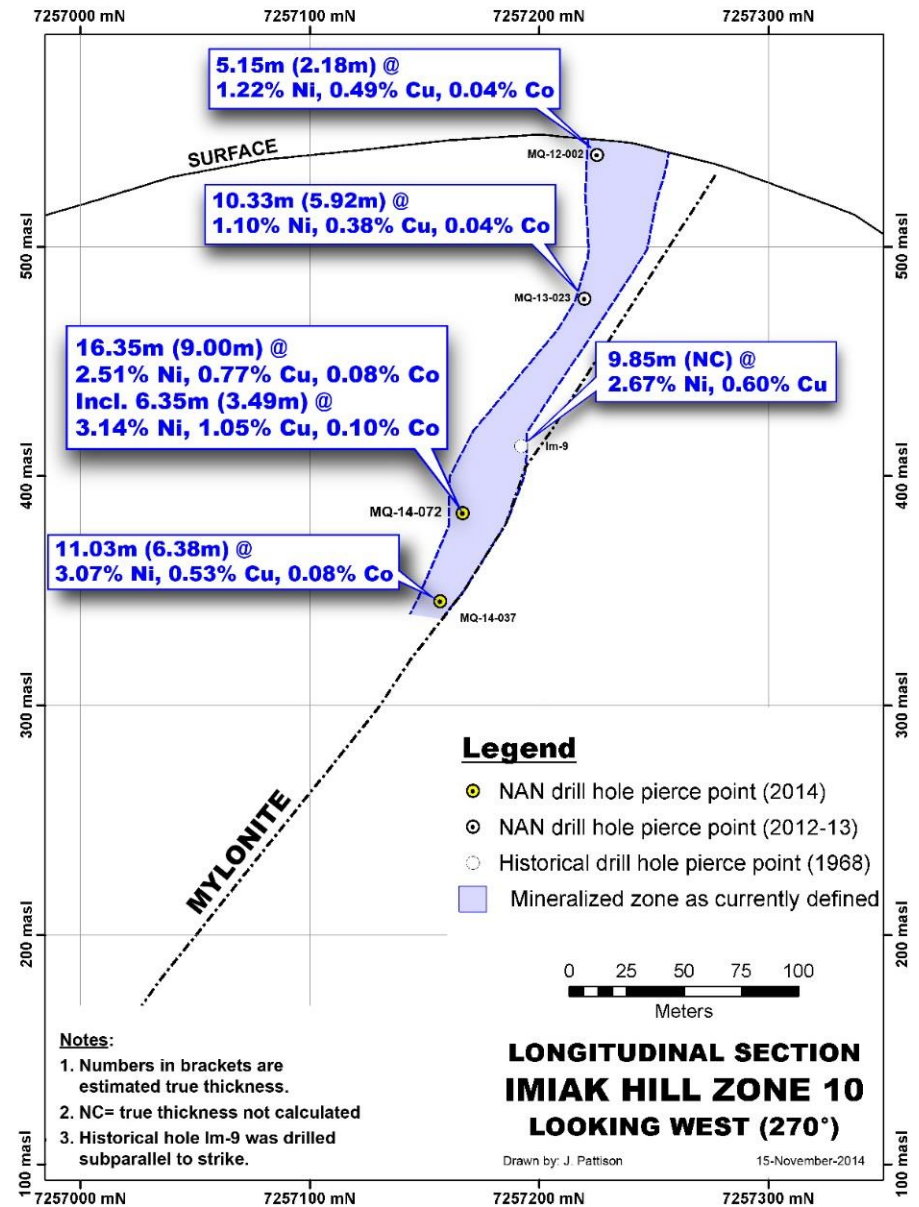 7257000 mN
7257100 mN
7257200 mN
7257300 mN
5.15m (2.18m) @
1.22% Ni, 0.49% Cu, 0.04% Co
SURFACE
MQ-12-002
10.33m (5.92m) @
1.10% Ni, 0.38% Cu, 0.04% Co
500 masl
500 masl
MQ-13-023
16.35m (9.00m) @
2.51% Ni, 0.77% Cu, 0.08% Co
Incl. 6.35m (3.49m) @
3.14% Ni, 1.05% Cu, 0.10% Co
9.85m (NC) @
2.67% Ni, 0.60% Cu
Im-9
400 masl
400 masl
MQ-14-072
11.03m (6.38m) @
3.07% Ni, 0.53% Cu, 0.08% Co
MQ-14-037
300 masl
300 masl
MYLONITE
Legend
NAN drill hole pierce point (2014)
NAN drill hole pierce point (2012-13)
Historical drill hole pierce point (1968)
Mineralized zone as currently defined
200 masl
200 masl
0 25 50 75 100
Meters
Notes:
1. Numbers in brackets are
estimated true thickness.
2. NC= true thickness not calculated
3. Historical hole Im-9 was drilled
subparallel to strike.
LONGITUDINAL SECTION
IMIAK HILL ZONE 10
LOOKING WEST (270°)
Drawn by: J. Pattison
15-November-2014
100 masl
100 masl
7257000 mN
7257100 mN
7257200 mN
7257300 mN